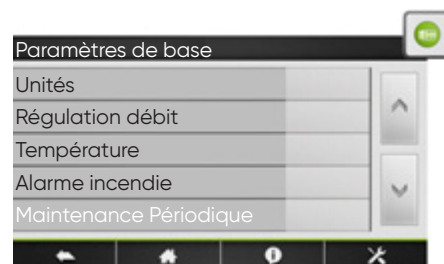 Paramètres de base
Unités
Régulation débit
Température
Alarme incendie
Maintenance Périodique